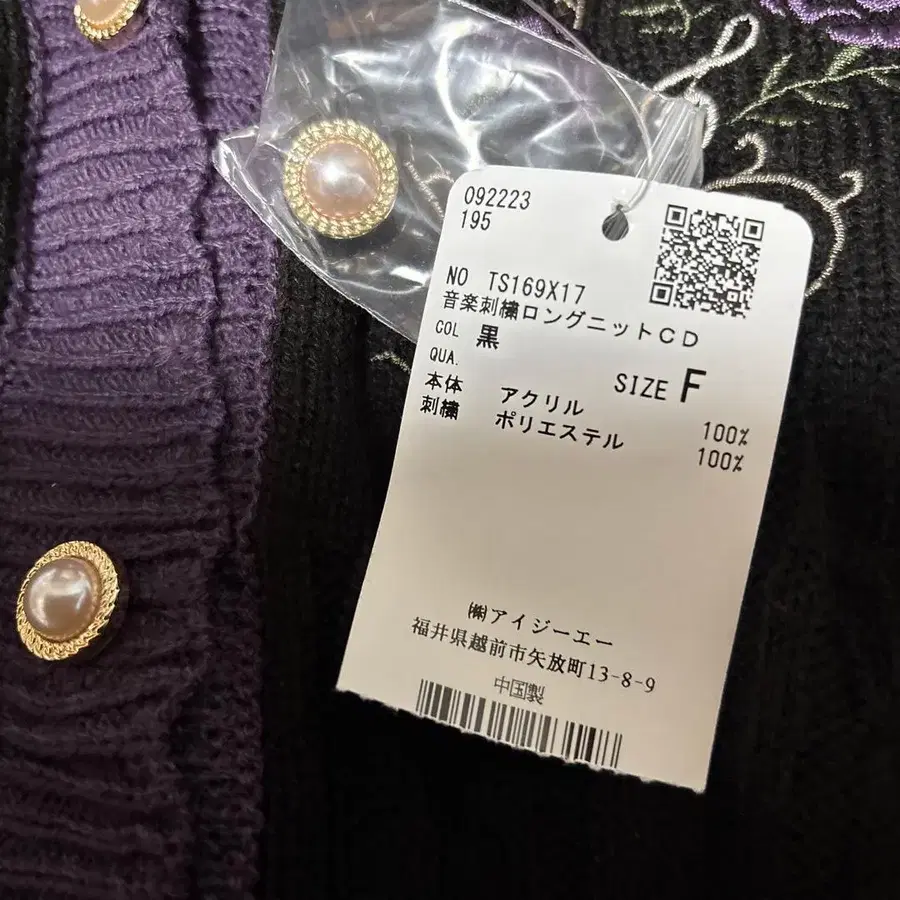 092223
195
NO TS169X17
音楽刺繍ロングニットCD
COL 黒
QUA. SIZE F
本体 アクリル 100%
刺繍 ポリエステル 100%
㈱アイジーエー
福井県越前市矢放町13-8-9
中国製